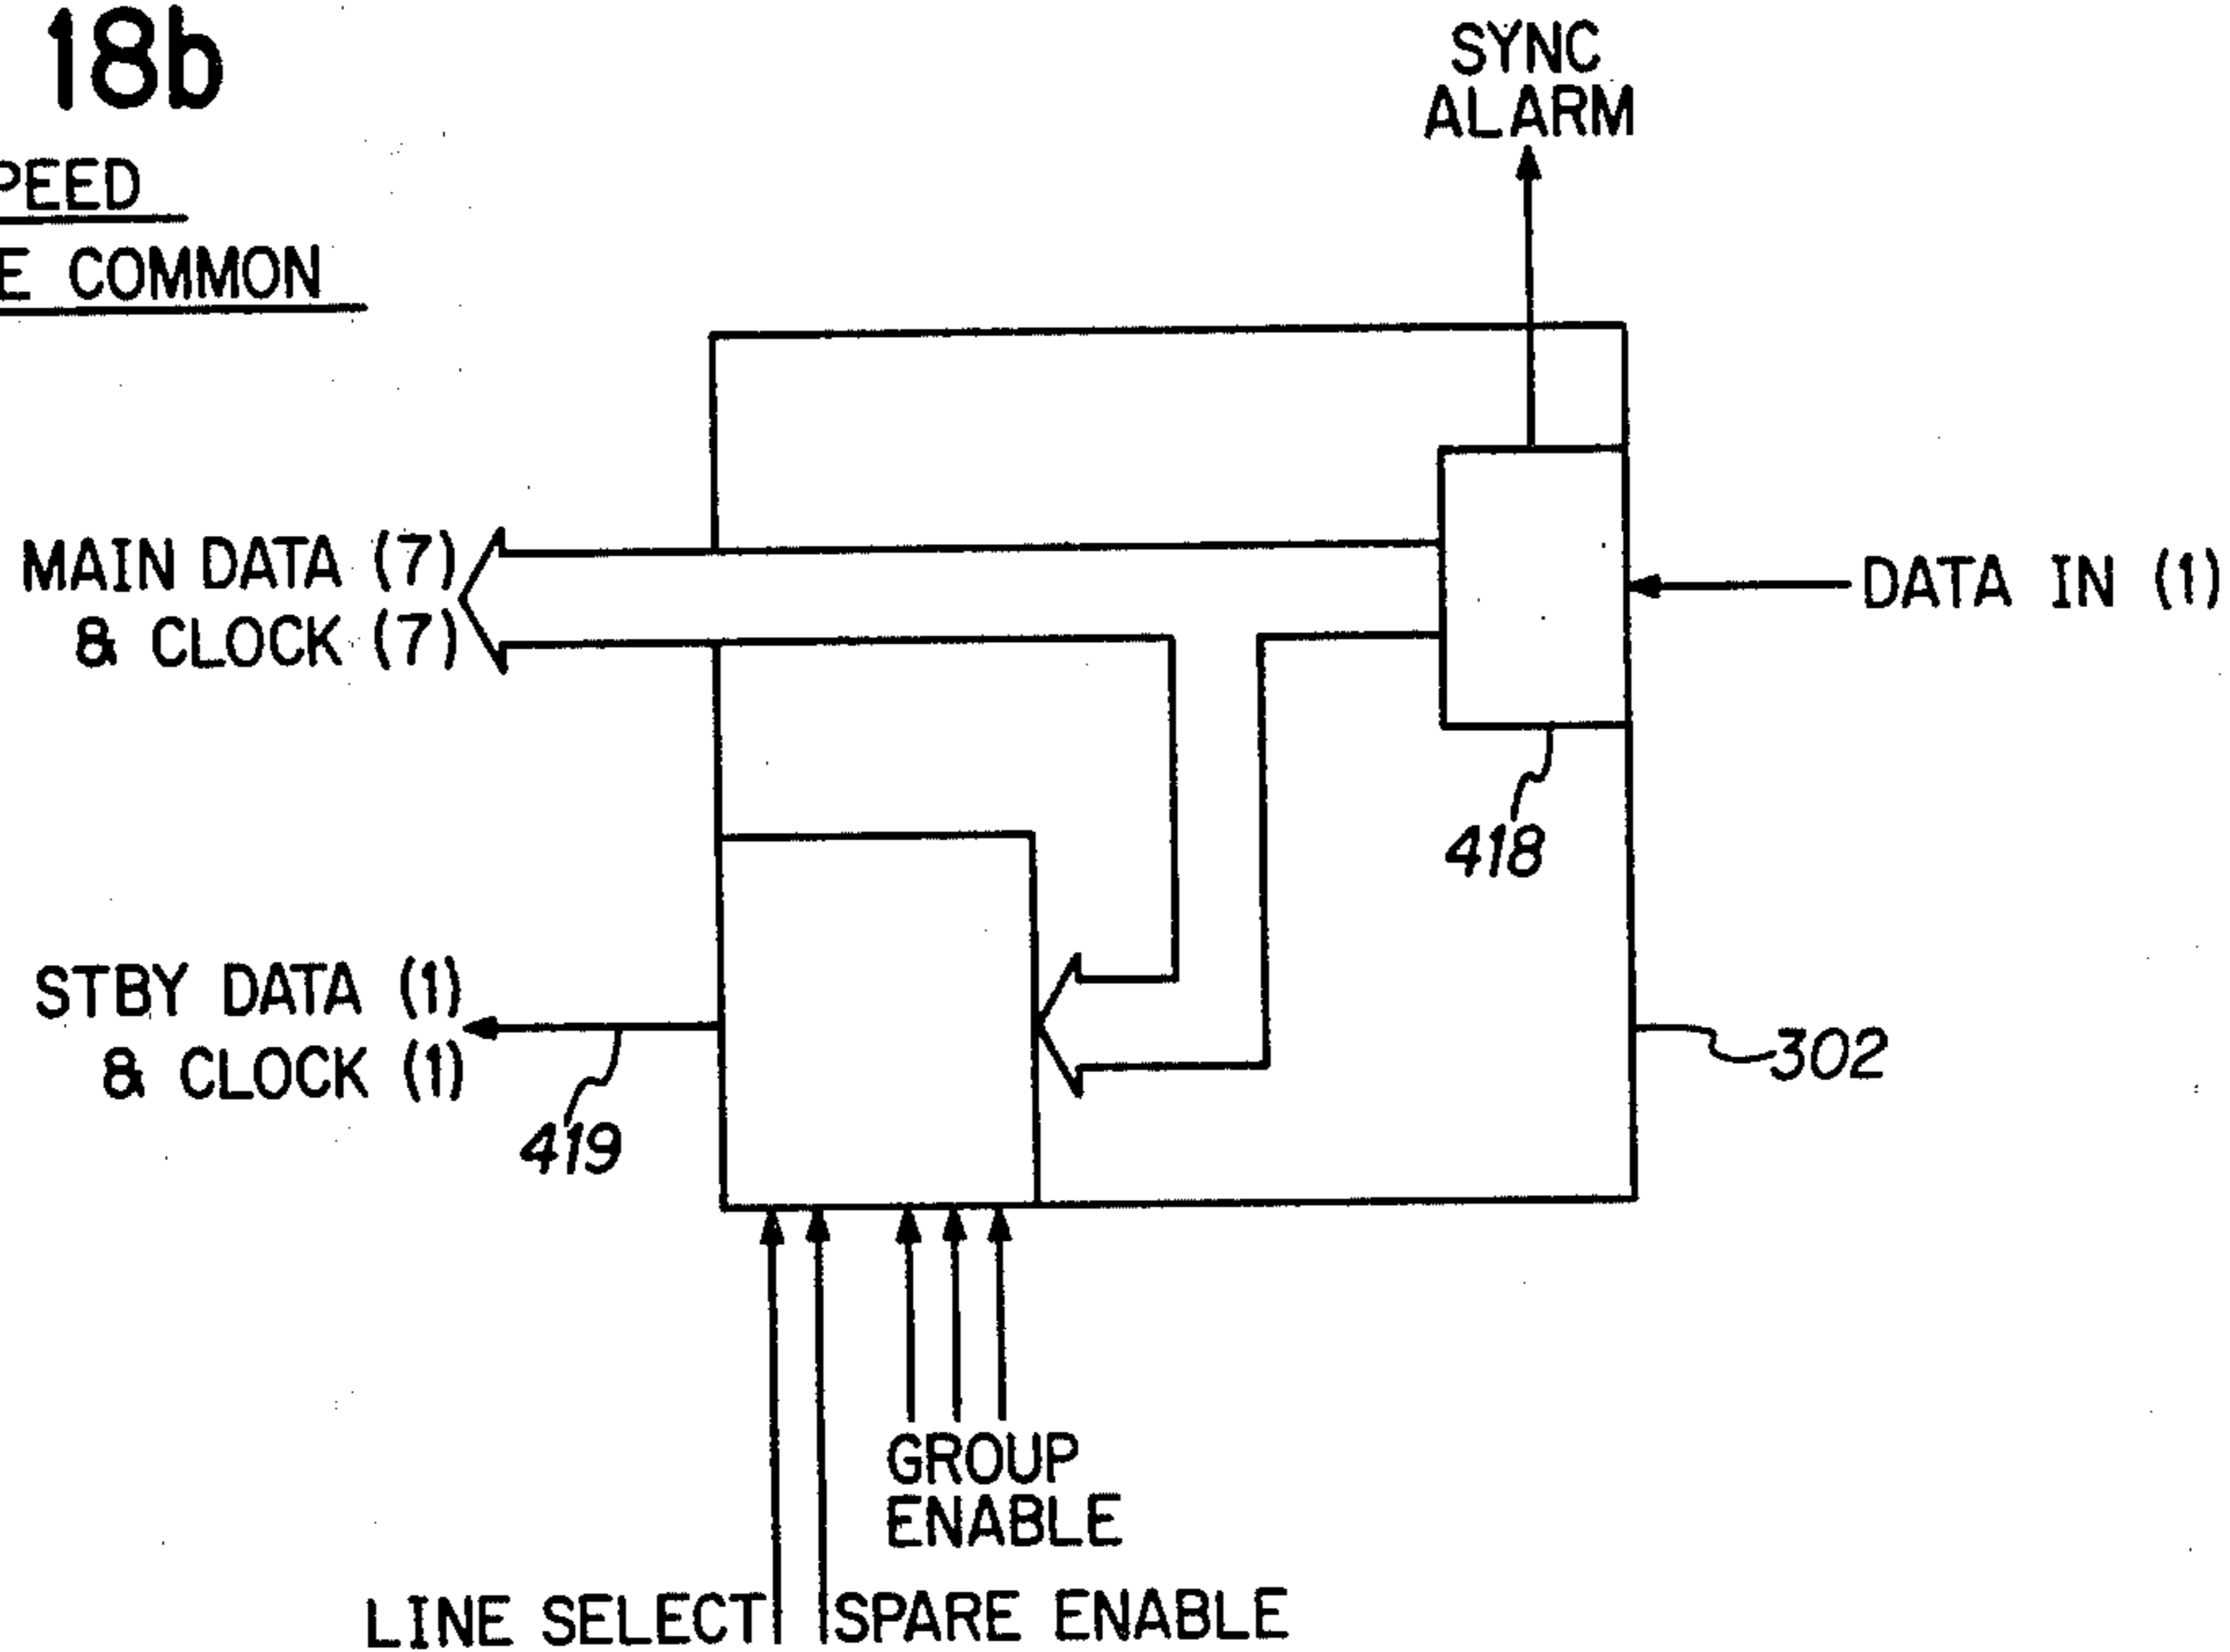 18b
PEED
E COMMON
SYNC
ALARM
MAIN DATA (7)
& CLOCK (7)
DATA IN (1)
418
STBY DATA (1)
& CLOCK (1)
419
302
GROUP
ENABLE
LINE SELECT
SPARE ENABLE